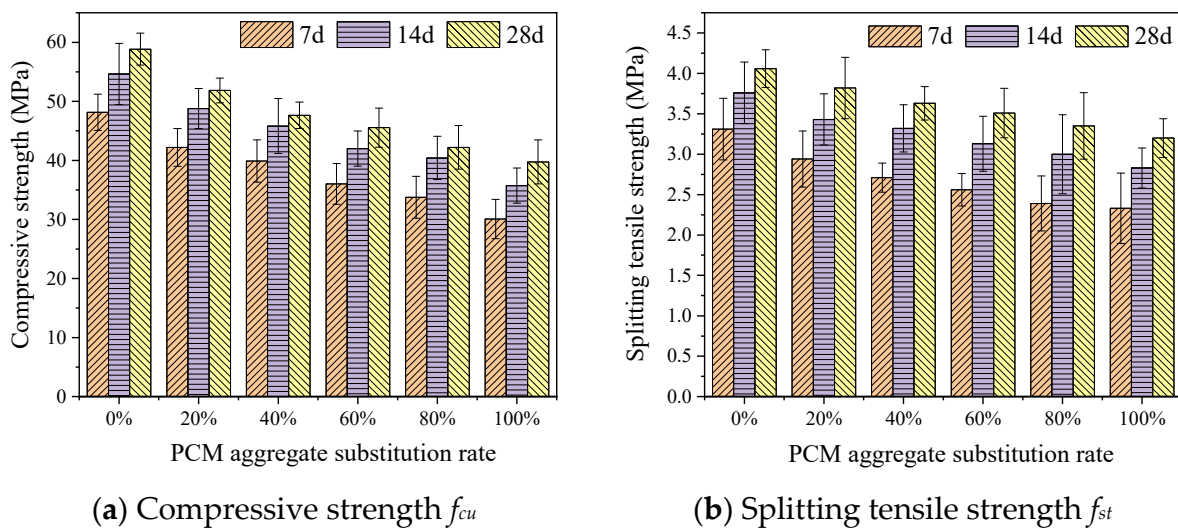 7d 14d 28d
Compressive strength (MPa)
60
50
40
30
20
10
0
0% 20% 40% 60% 80% 100%
PCM aggregate substitution rate
(a) Compressive strength fcu
7d 14d 28d
Splitting tensile strength (MPa)
4.5
4.0
3.5
3.0
2.5
2.0
1.5
1.0
0.5
0.0
0% 20% 40% 60% 80% 100%
PCM aggregate substitution rate
(b) Splitting tensile strength fst